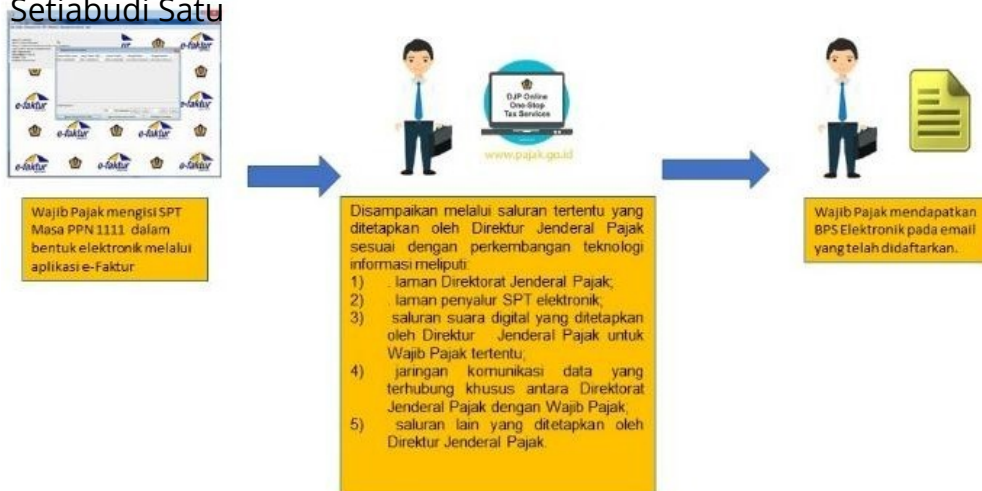 Setiabudi Satu
e-faktur
e-faktur
e-faktur
e-faktur
e-faktur
e-faktur
e-faktur
e-faktur
DJP Online
One-Stop
Tax Services
www.pajak.go.id
Wajib Pajak mengisi SPT
Masa PPN 1111 dalam
bentuk elektronik melalui
aplikasi e-Faktur
Disampaikan melalui saluran tertentu yang
ditetapkan oleh Direktur Jenderal Pajak
sesuai dengan perkembangan teknologi
informasi meliputi:
1) . laman Direktorat Jenderal Pajak;
2) . laman penyalur SPT elektronik;
3) saluran suara digital yang ditetapkan
oleh Direktur Jenderal Pajak untuk
Wajib Pajak tertentu;
4) jaringan komunikasi data yang
terhubung khusus antara Direktorat
Jenderal Pajak dengan Wajib Pajak;
5) saluran lain yang ditetapkan oleh
Direktur Jenderal Pajak.
Wajib Pajak mendapatkan
BPS Elektronik pada email
yang telah didaftarkan.